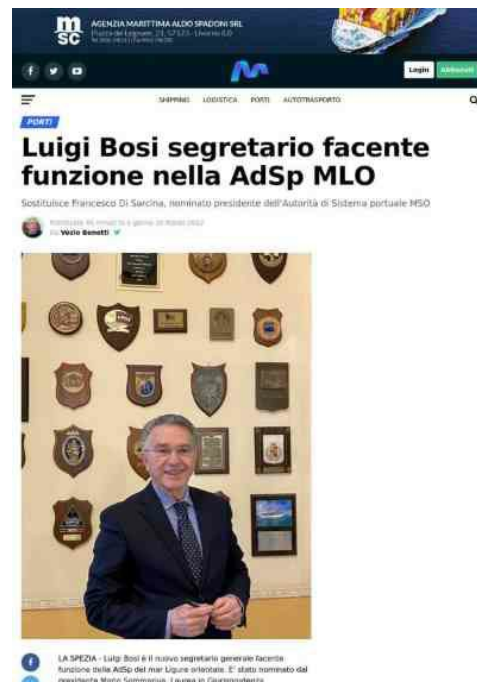 msc
AGENZIA MARITTIMA ALDO SPADONI SRL
Login
Abbonati
SHIPPING LOGISTICA PORTI AUTOTRASPORTO
PORTI
Luigi Bosi segretario facente
funzione nella AdSp MLO
Sostituisce Francesco Di Sarcina, nominato presidente dell'Autorità di Sistema portuale MSO
Vezio Benetti
LA SPEZIA - Luigi Bosi è il nuovo segretario generale facente
funzione della AdSp del mar Ligure orientale. E' stato nominato dal
presidente Mario Sommariva. Laurea in Giurisprudenza